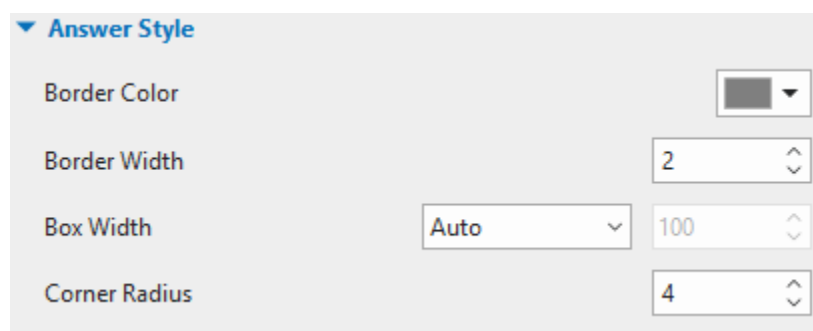 Answer Style
Border Color
Border Width 2
Box Width Auto 100
Corner Radius 4